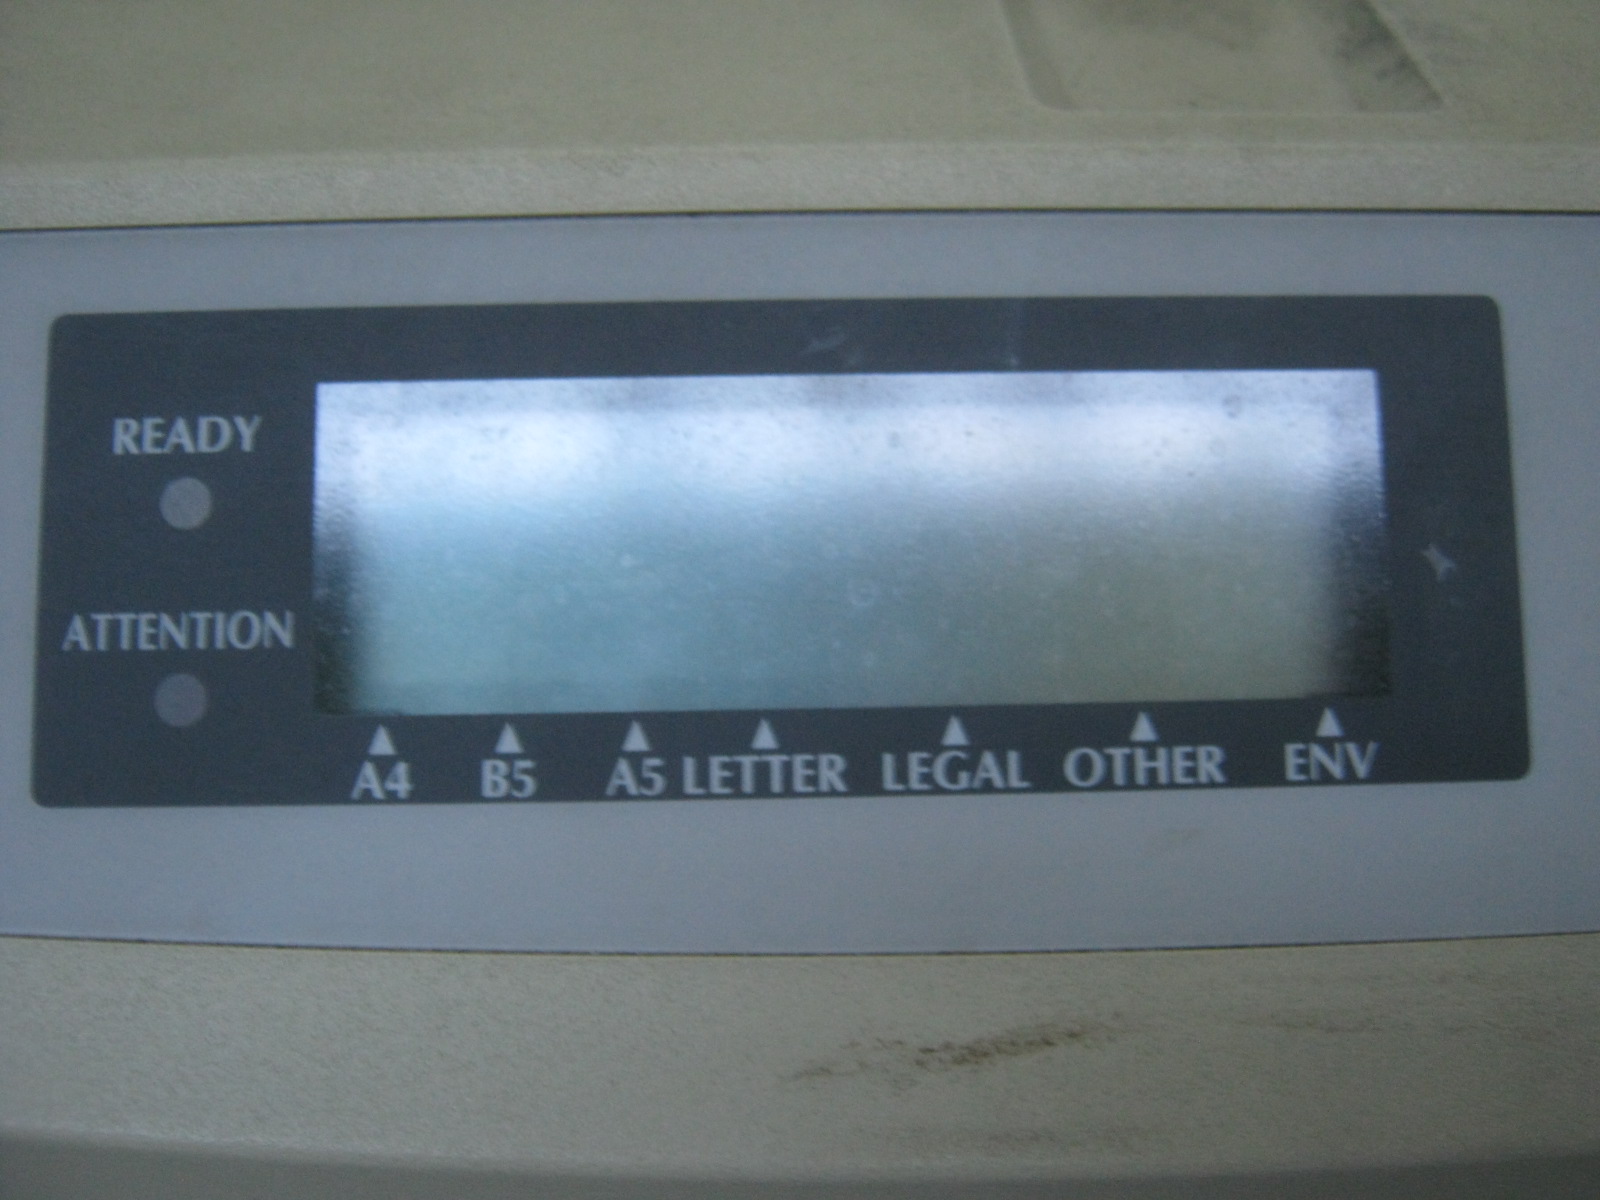 READY
ATTENTION
A4 B5 A5 LETTER LEGAL OTHER ENV